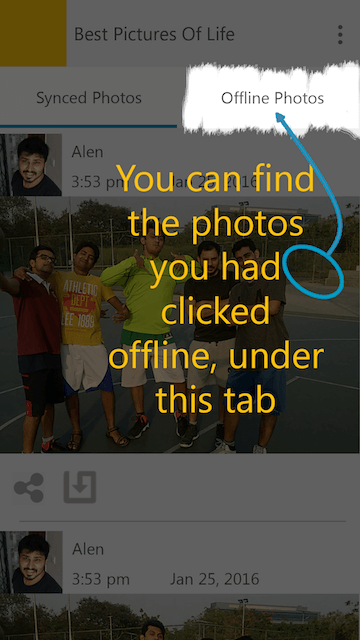 Best Pictures Of Life
Synced Photos
Offline Photos
Alen
3:53 pm Jan 25, 2016
You can find
the photos
you had
clicked
offline, under
this tab
ATHLETIC
DEPT
LEE 1989
Alen
3:53 pm Jan 25, 2016